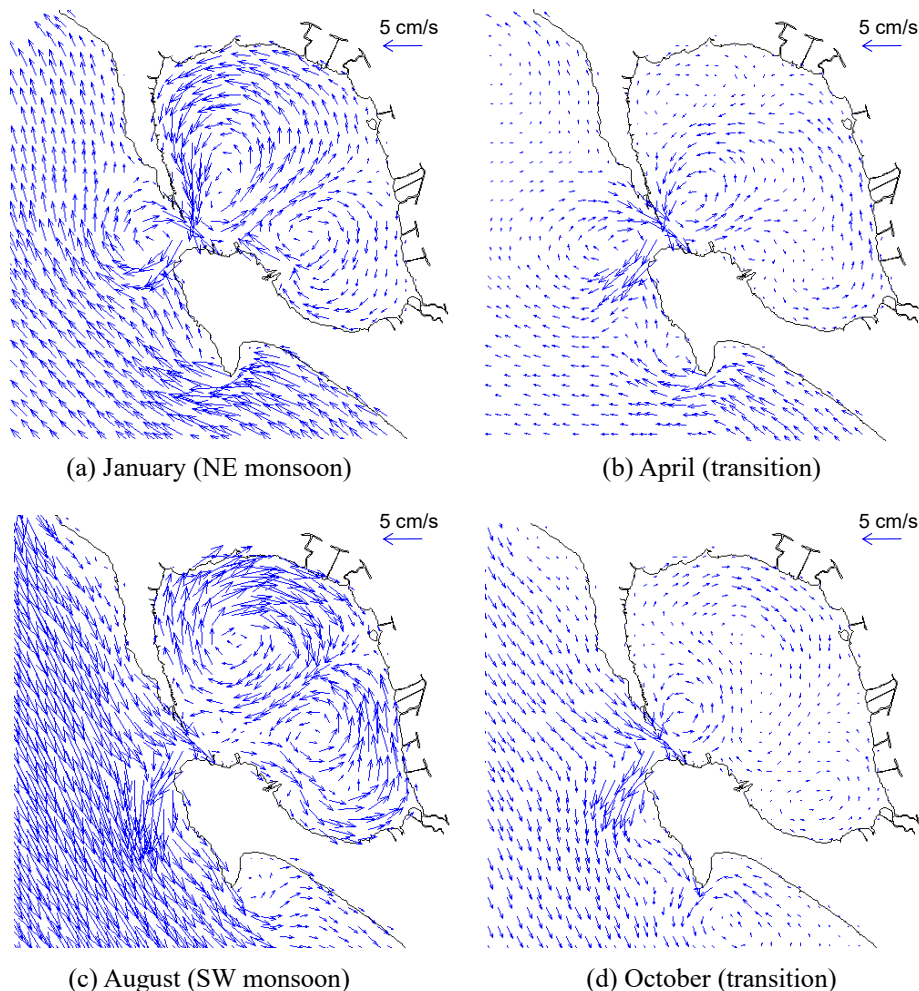 5 cm/s
5 cm/s
(a) January (NE monsoon)
(b) April (transition)
5 cm/s
5 cm/s
(c) August (SW monsoon)
(d) October (transition)